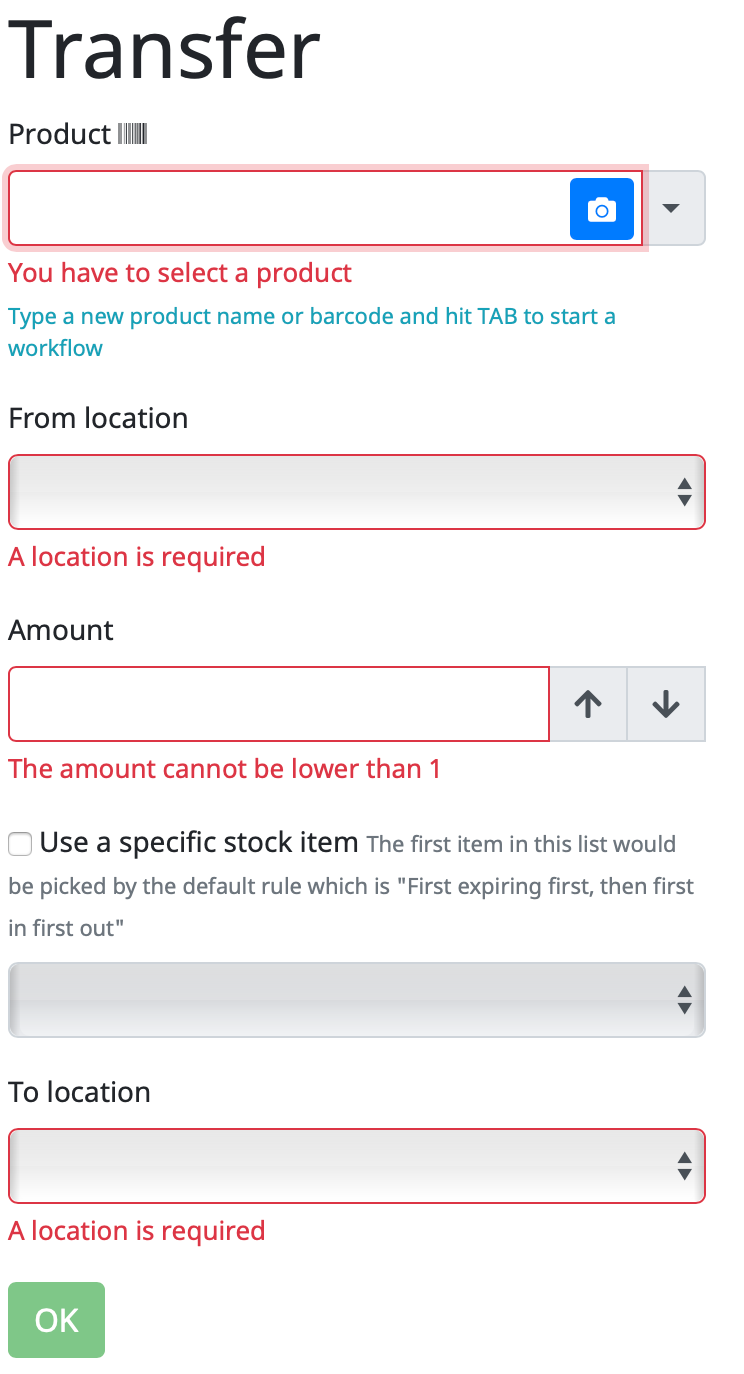 Transfer
Product
You have to select a product
Type a new product name or barcode and hit TAB to start a
workflow
From location
A location is required
Amount
The amount cannot be lower than 1
Use a specific stock item The first item in this list would
be picked by the default rule which is "First expiring first, then first
in first out"
To location
A location is required
OK